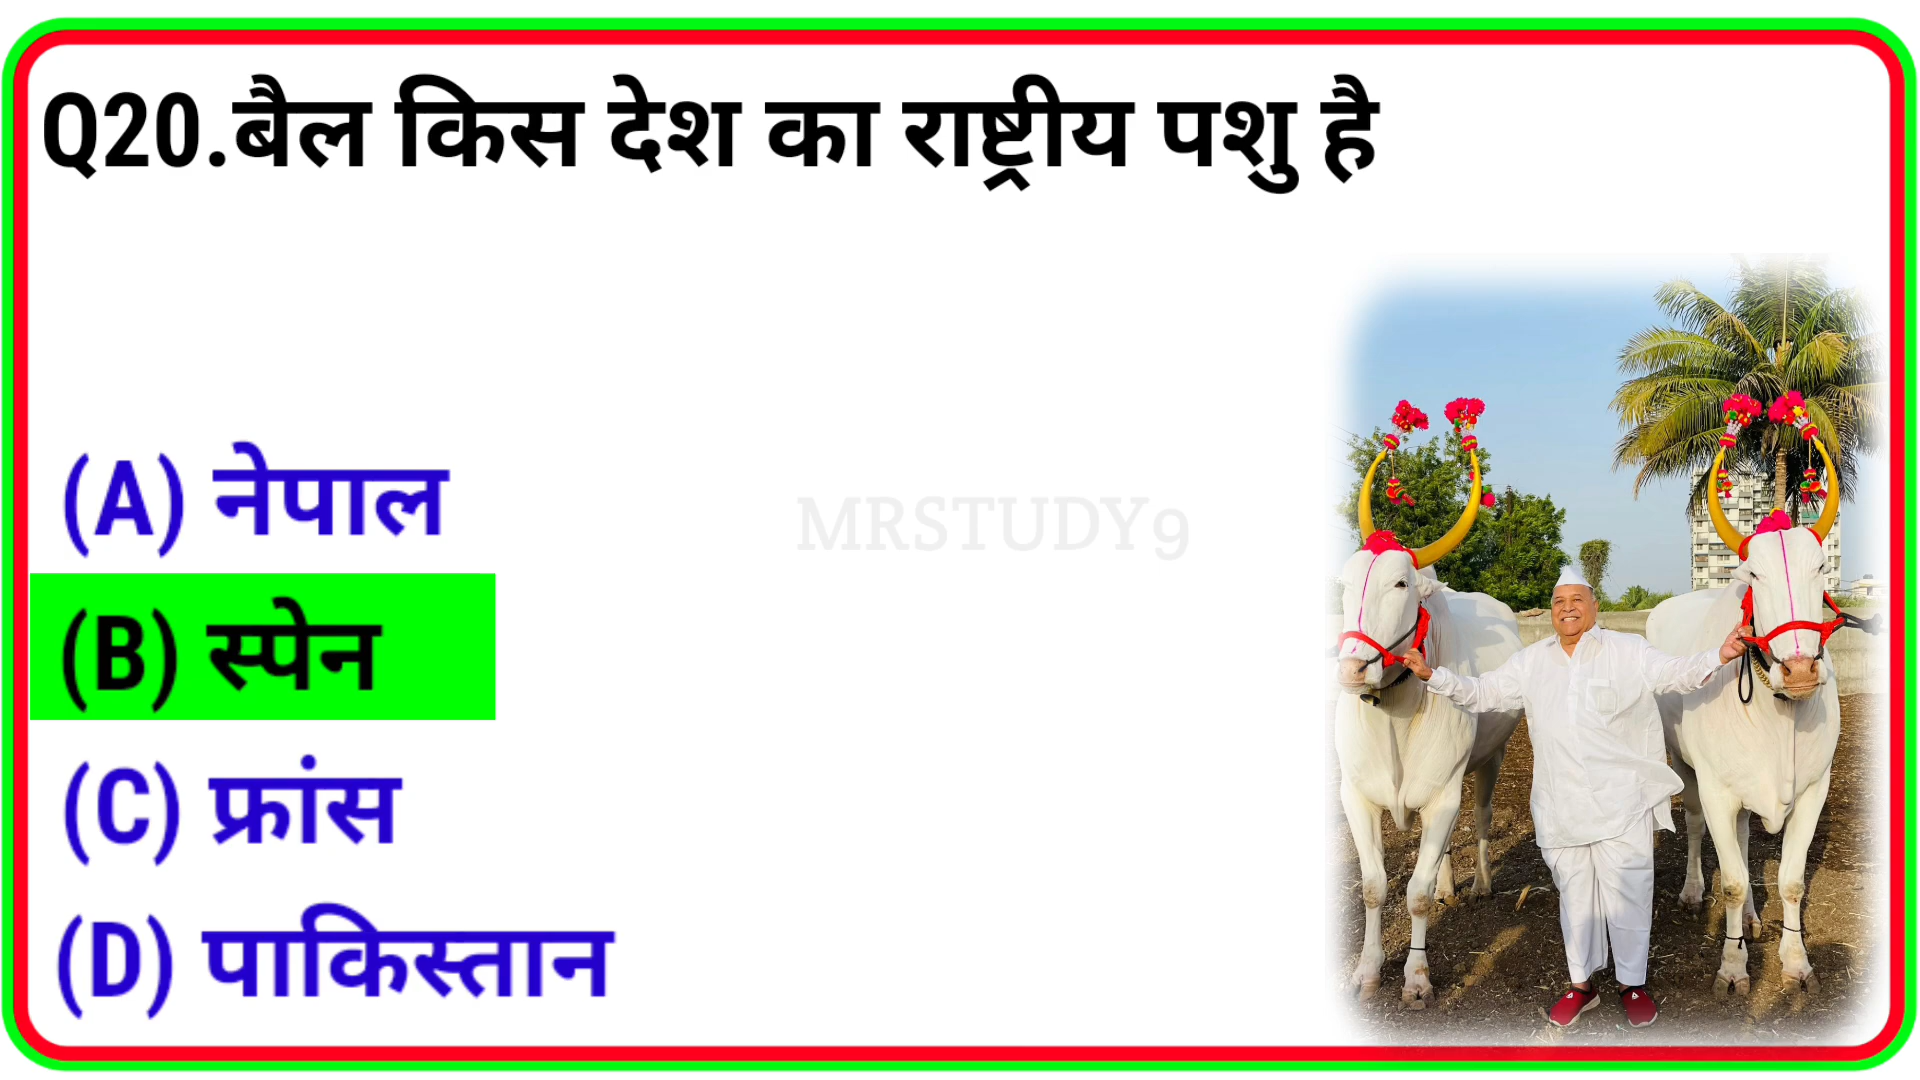 Q20.बैल किस देश का राष्ट्रीय पशु है
(A) नेपाल
MRSTUDY9
(B) स्पेन
(C) फ्रांस
(D) पाकिस्तान